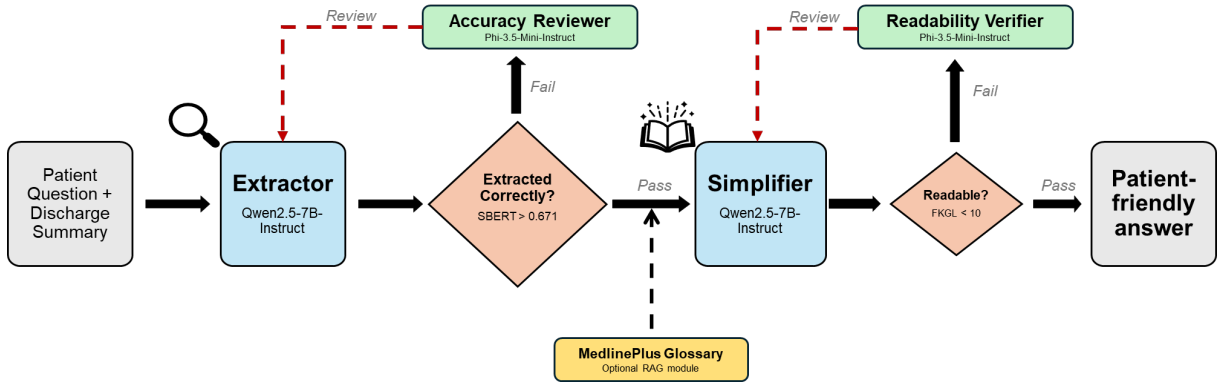 Review
Accuracy Reviewer
Phi-3.5-Mini-Instruct
Fail
Review
Readability Verifier
Phi-3.5-Mini-Instruct
Fail
Patient
Question +
Discharge
Summary
Extractor
Qwen2.5-7B-
Instruct
Extracted
Correctly?
SBERT > 0.671
Pass
Simplifier
Qwen2.5-7B-
Instruct
Readable?
FKGL < 10
Pass
Patient-
friendly
answer
MedlinePlus Glossary
Optional RAG module